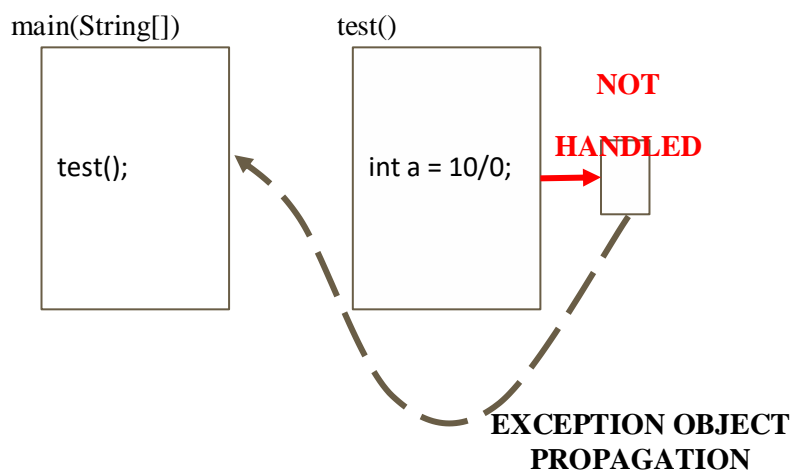 main(String[])
test()
NOT
HANDLED
test();
int a = 10/0;
EXCEPTION OBJECT
PROPAGATION